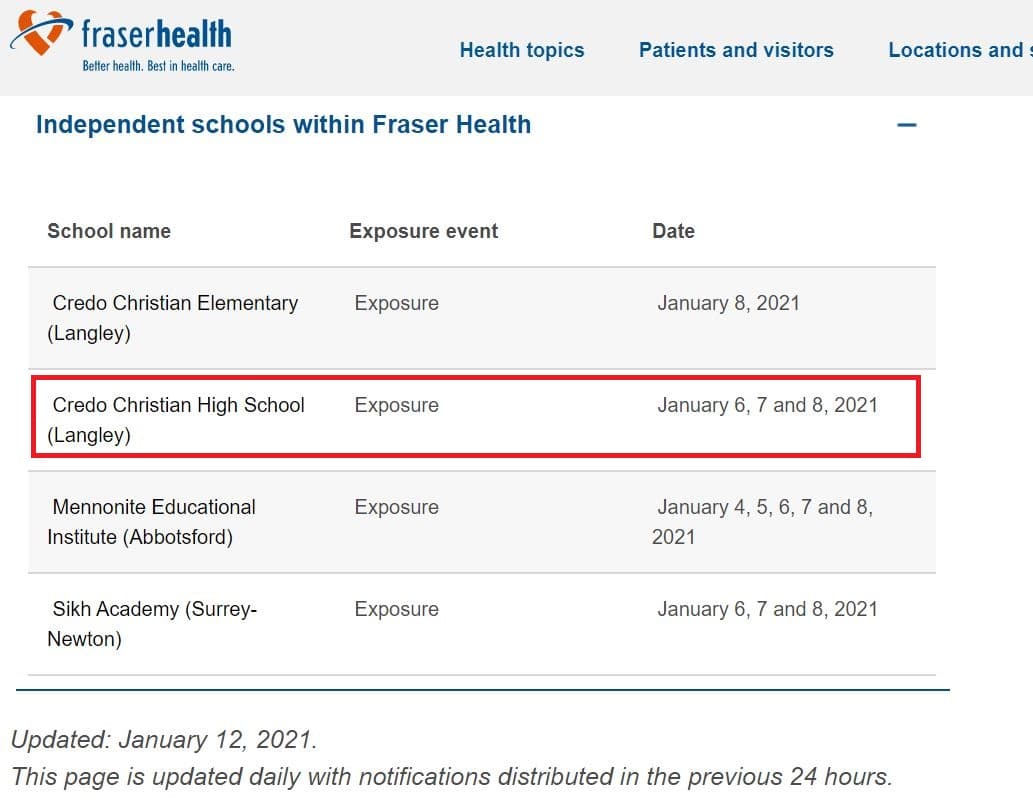 fraserhealth
Better health. Best in health care.
Health topics Patients and visitors Locations and s
Independent schools within Fraser Health
School name Exposure event Date
Credo Christian Elementary Exposure January 8, 2021
(Langley)
Credo Christian High School Exposure January 6, 7 and 8, 2021
(Langley)
Mennonite Educational Exposure January 4, 5, 6, 7 and 8,
Institute (Abbotsford) 2021
Sikh Academy (Surrey- Exposure January 6, 7 and 8, 2021
Newton)
Updated: January 12, 2021.
This page is updated daily with notifications distributed in the previous 24 hours.